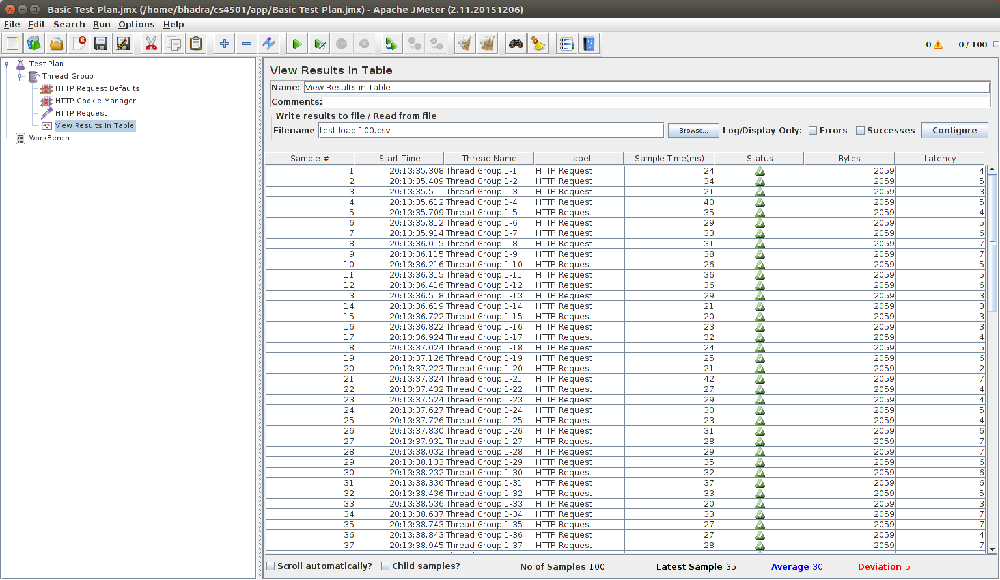 Basic Test Plan.jmx (/home/bhadra/cs4501/app/Basic Test Plan.jmx) - Apache JMeter (2.11.20151206)
File Edit Search Run Options Help
0 0 / 100
Test Plan
Thread Group
HTTP Request Defaults
HTTP Cookie Manager
HTTP Request
View Results in Table
WorkBench
View Results in Table
Name: View Results in Table
Comments:
Write results to file / Read from file
Filename test-load-100.csv Browse... Log/Display Only: Errors Successes Configure
Sample # Start Time Thread Name Label Sample Time(ms) Status Bytes Latency
1 20:13:35.308 Thread Group 1-1 HTTP Request 24 2059 4
2 20:13:35.409 Thread Group 1-2 HTTP Request 34 2059 5
3 20:13:35.511 Thread Group 1-3 HTTP Request 21 2059 3
4 20:13:35.612 Thread Group 1-4 HTTP Request 40 2059 5
5 20:13:35.709 Thread Group 1-5 HTTP Request 35 2059 4
6 20:13:35.812 Thread Group 1-6 HTTP Request 29 2059 5
7 20:13:35.914 Thread Group 1-7 HTTP Request 33 2059 6
8 20:13:36.015 Thread Group 1-8 HTTP Request 31 2059 7
9 20:13:36.115 Thread Group 1-9 HTTP Request 38 2059 7
10 20:13:36.216 Thread Group 1-10 HTTP Request 26 2059 5
11 20:13:36.315 Thread Group 1-11 HTTP Request 36 2059 5
12 20:13:36.416 Thread Group 1-12 HTTP Request 36 2059 6
13 20:13:36.518 Thread Group 1-13 HTTP Request 29 2059 3
14 20:13:36.619 Thread Group 1-14 HTTP Request 21 2059 3
15 20:13:36.722 Thread Group 1-15 HTTP Request 20 2059 3
16 20:13:36.822 Thread Group 1-16 HTTP Request 23 2059 3
17 20:13:36.924 Thread Group 1-17 HTTP Request 32 2059 4
18 20:13:37.024 Thread Group 1-18 HTTP Request 24 2059 5
19 20:13:37.126 Thread Group 1-19 HTTP Request 25 2059 6
20 20:13:37.223 Thread Group 1-20 HTTP Request 21 2059 2
21 20:13:37.324 Thread Group 1-21 HTTP Request 42 2059 7
22 20:13:37.432 Thread Group 1-22 HTTP Request 27 2059 4
23 20:13:37.524 Thread Group 1-23 HTTP Request 29 2059 4
24 20:13:37.627 Thread Group 1-24 HTTP Request 30 2059 5
25 20:13:37.726 Thread Group 1-25 HTTP Request 23 2059 4
26 20:13:37.830 Thread Group 1-26 HTTP Request 31 2059 6
27 20:13:37.931 Thread Group 1-27 HTTP Request 28 2059 7
28 20:13:38.032 Thread Group 1-28 HTTP Request 29 2059 7
29 20:13:38.133 Thread Group 1-29 HTTP Request 35 2059 6
30 20:13:38.232 Thread Group 1-30 HTTP Request 32 2059 6
31 20:13:38.336 Thread Group 1-31 HTTP Request 37 2059 6
32 20:13:38.436 Thread Group 1-32 HTTP Request 33 2059 5
33 20:13:38.536 Thread Group 1-33 HTTP Request 20 2059 3
34 20:13:38.637 Thread Group 1-34 HTTP Request 33 2059 7
35 20:13:38.743 Thread Group 1-35 HTTP Request 27 2059 7
36 20:13:38.843 Thread Group 1-36 HTTP Request 27 2059 4
37 20:13:38.945 Thread Group 1-37 HTTP Request 28 2059 7
Scroll automatically? Child samples? No of Samples 100 Latest Sample 35 Average 30 Deviation 5